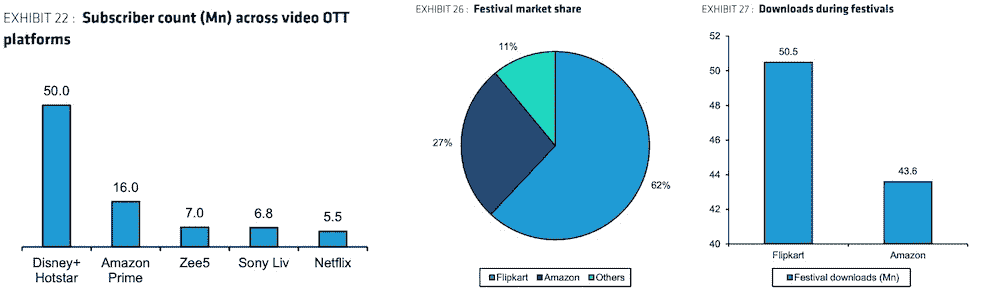 EXHIBIT 22 : Subscriber count (Mn) across video OTT
platforms
50.0
16.0
7.0
6.8
5.5
Disney+
Hotstar
Amazon
Prime
Zee5
Sony Liv
Netflix
EXHIBIT 26 : Festival market share
11%
27%
62%
Flipkart Amazon Others
EXHIBIT 27 : Downloads during festivals
52
50
48
46
44
42
40
50.5
43.6
Flipkart
Amazon
Festival downloads (Mn)